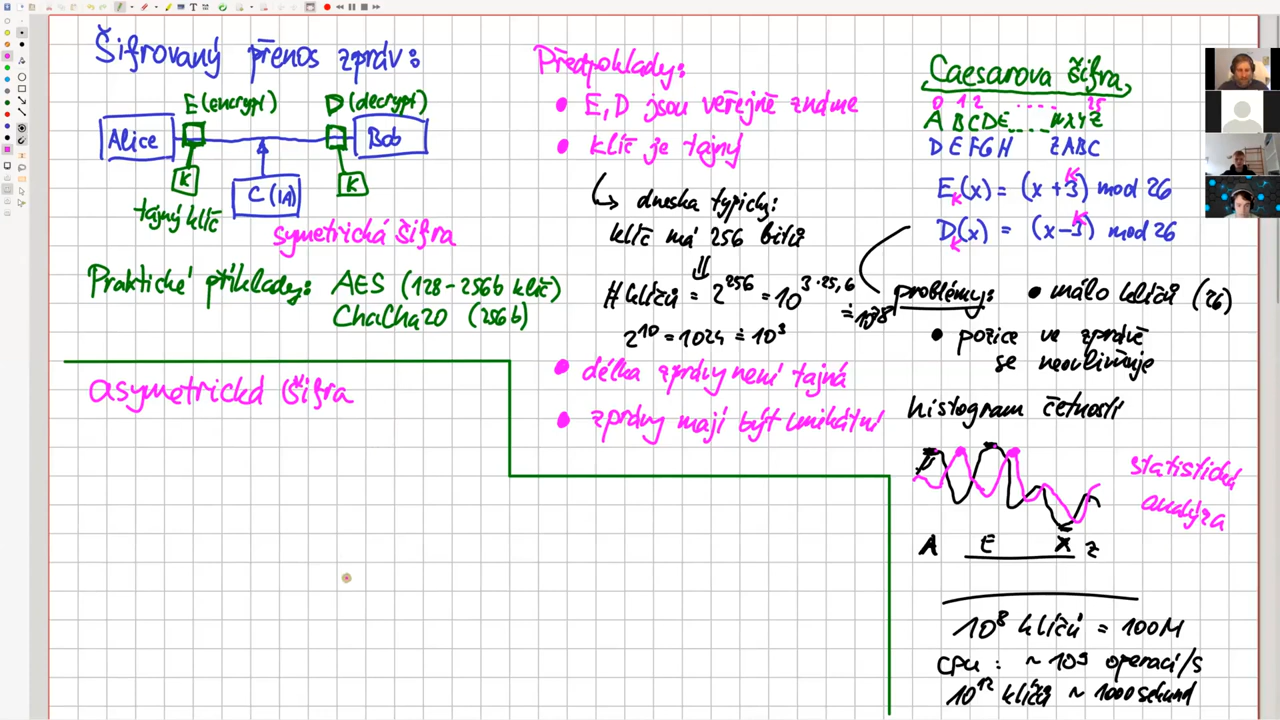 Šifrovaný přenos zpráv:
E (encrypt)
D (decrypt)
Alice
Bob
K
C (IA)
K
tajný klíč
symetrická šifra
Praktické příklady: AES (128-256b klíč)
ChaCha20 (256b)
asymetrická šifra
Předpoklady:
• E, D jsou veřejně známe
• klíč je tajný
↳ dneska typicky:
klíč má 256 bitů
⇓
#klíčů = 2^256 = 10^3·25,6 ≐ 10^78
2^10 = 1024 ≐ 10^3
• délka zprávy není tajná
• zprávy mají být unikátní
Caesarova šifra
0 1 2 .... 25
A B C D E .... W X Y Z
D E F G H Z A B C
E_K(x) = (x + 3) mod 26
K
D_K(x) = (x - 3) mod 26
K
problémy: • málo klíčů (26)
• pozice ve zprávě
se neovlivňuje
histogram četností
statistická
analýza
A E X Z
10^8 klíčů = 100M
CPU: ~10^9 operací/s
10^12 klíčů ~ 1000 sekund